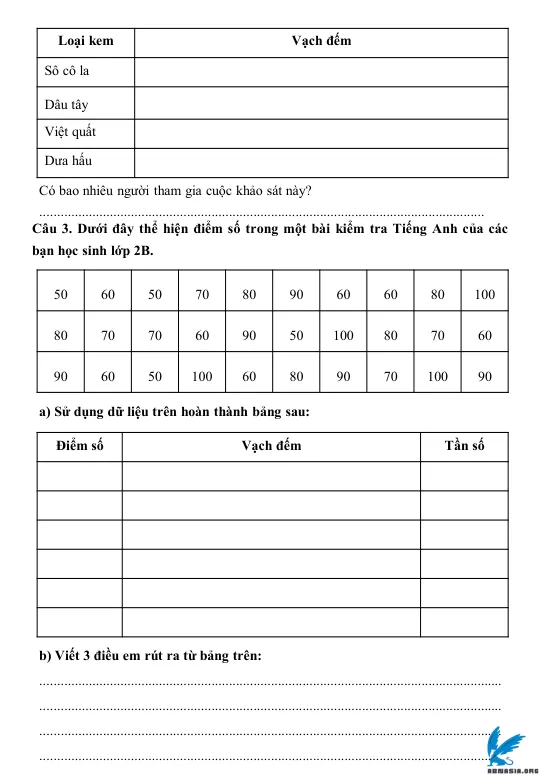 Loại kem Vạch đếm
Sô cô la
Dâu tây
Việt quất
Dưa hấu
Có bao nhiêu người tham gia cuộc khảo sát này?
................................................................................................................................
Câu 3. Dưới đây thể hiện điểm số trong một bài kiểm tra Tiếng Anh của các
bạn học sinh lớp 2B.
50 60 50 70 80 90 60 60 80 100
80 70 70 60 90 50 100 80 70 60
90 60 50 100 60 80 90 70 100 90
a) Sử dụng dữ liệu trên hoàn thành bảng sau:
Điểm số Vạch đếm Tần số
b) Viết 3 điều em rút ra từ bảng trên:
....................................................................................................................................
....................................................................................................................................
....................................................................................................................................
....................................................................................................................................
ABMASIA.ORG